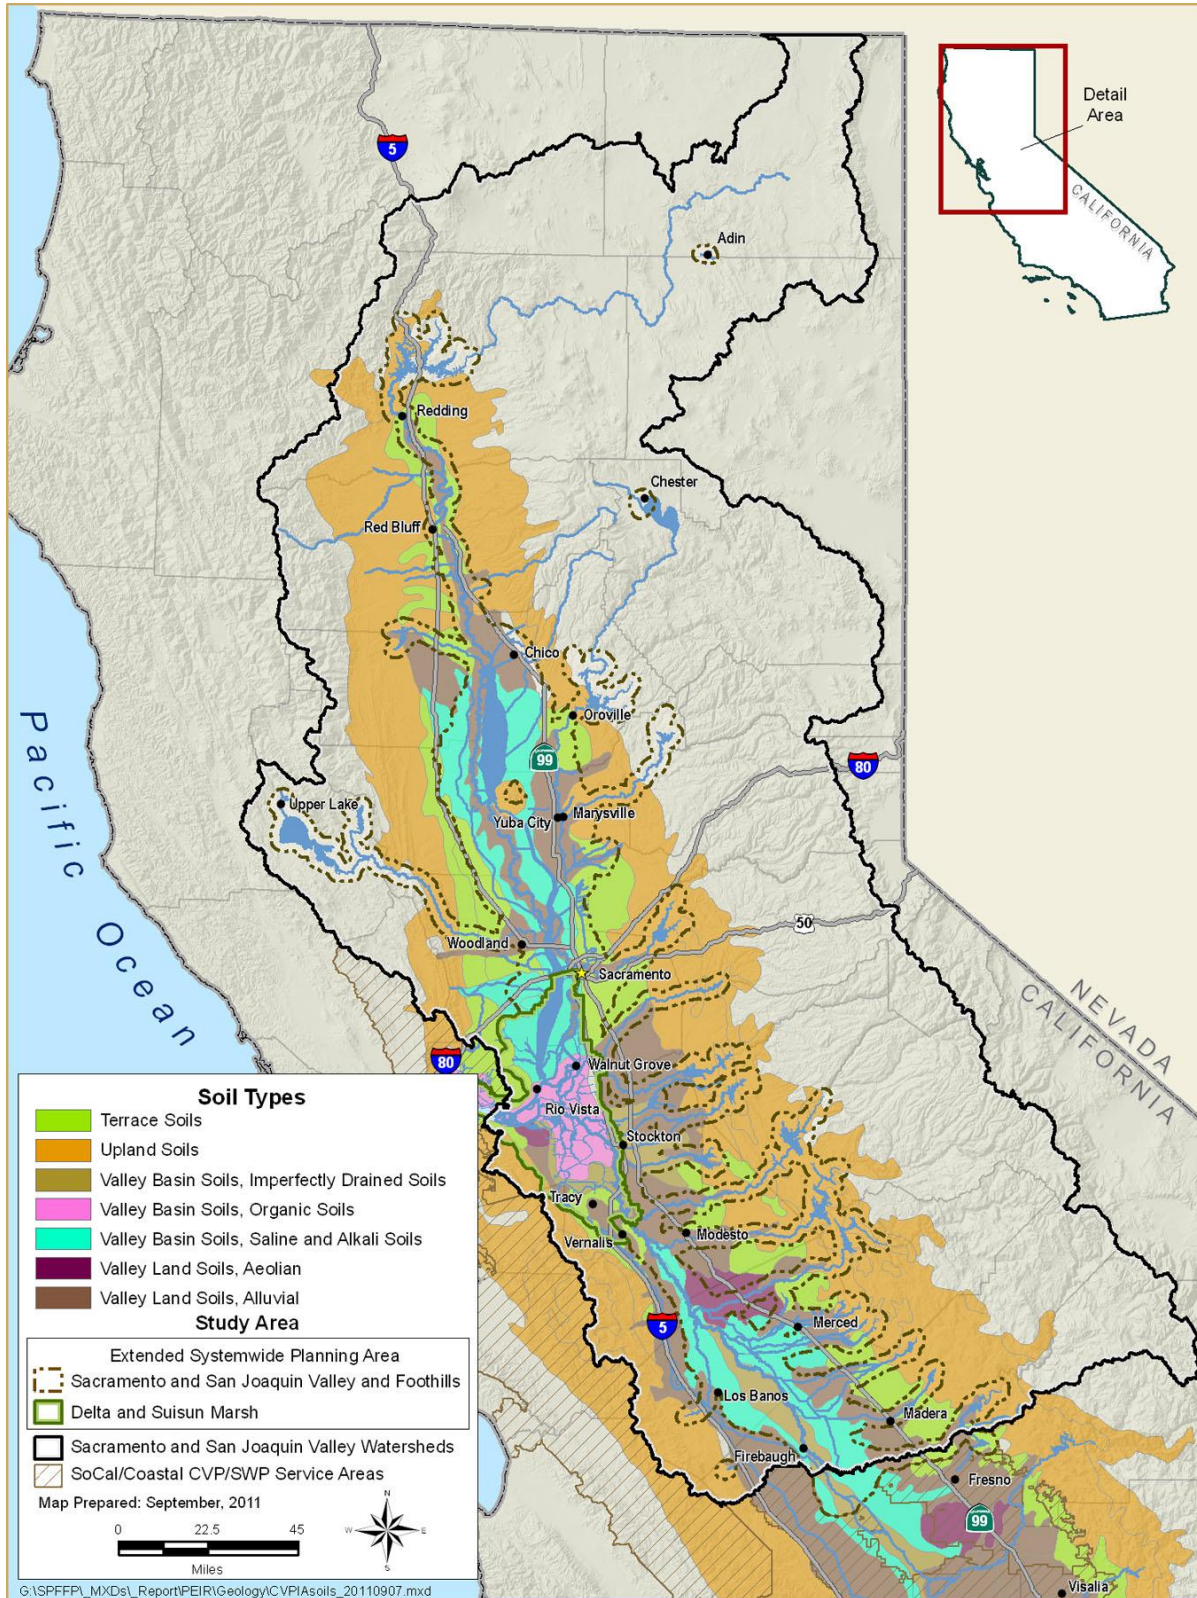 5
Detail
Area
CALIFORNIA
Adin
Redding
Chester
Red Bluff
Chico
Oroville
99
80
Upper Lake
Yuba City
Marysville
Pacific Ocean
50
Woodland
Sacramento
NEVADA
CALIFORNIA
80
Walnut Grove
Rio Vista
Stockton
Tracy
Vernalis
Modesto
5
Merced
Los Banos
Madera
Firebaugh
Fresno
99
Visalia
Soil Types
Terrace Soils
Upland Soils
Valley Basin Soils, Imperfectly Drained Soils
Valley Basin Soils, Organic Soils
Valley Basin Soils, Saline and Alkali Soils
Valley Land Soils, Aeolian
Valley Land Soils, Alluvial
Study Area
Extended Systemwide Planning Area
Sacramento and San Joaquin Valley and Foothills
Delta and Suisun Marsh
Sacramento and San Joaquin Valley Watersheds
SoCal/Coastal CVP/SWP Service Areas
Map Prepared: September, 2011
N
W E
S
0 22.5 45
Miles
G:\SPFFP\_MXDs\_Report\PEIR\Geology\CVPIAsoils_20110907.mxd